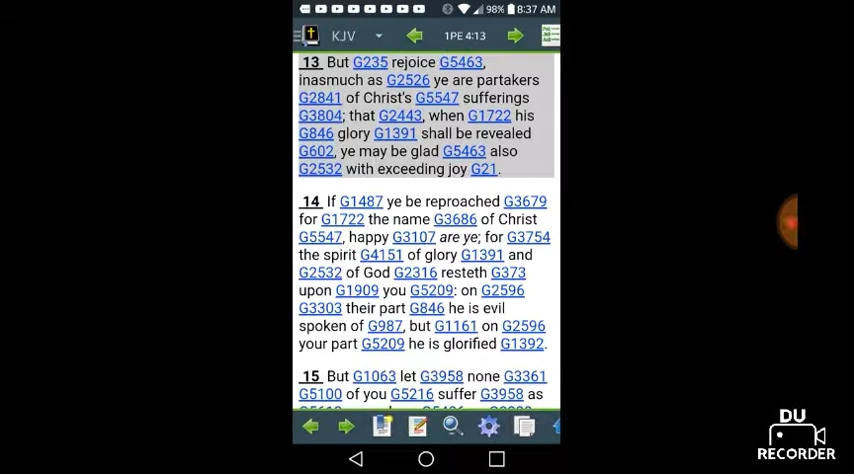 98% 8:37 AM
KJV 1PE 4:13
13 But G235 rejoice G5463,
inasmuch as G2526 ye are partakers
G2841 of Christ's G5547 sufferings
G3804; that G2443, when G1722 his
G846 glory G1391 shall be revealed
G602, ye may be glad G5463 also
G2532 with exceeding joy G21.
14 If G1487 ye be reproached G3679
for G1722 the name G3686 of Christ
G5547, happy G3107 are ye; for G3754
the spirit G4151 of glory G1391 and
G2532 of God G2316 resteth G373
upon G1909 you G5209: on G2596
G3303 their part G846 he is evil
spoken of G987, but G1161 on G2596
your part G5209 he is glorified G1392.
15 But G1063 let G3958 none G3361
G5100 of you G5216 suffer G3958 as
DU
RECORDER